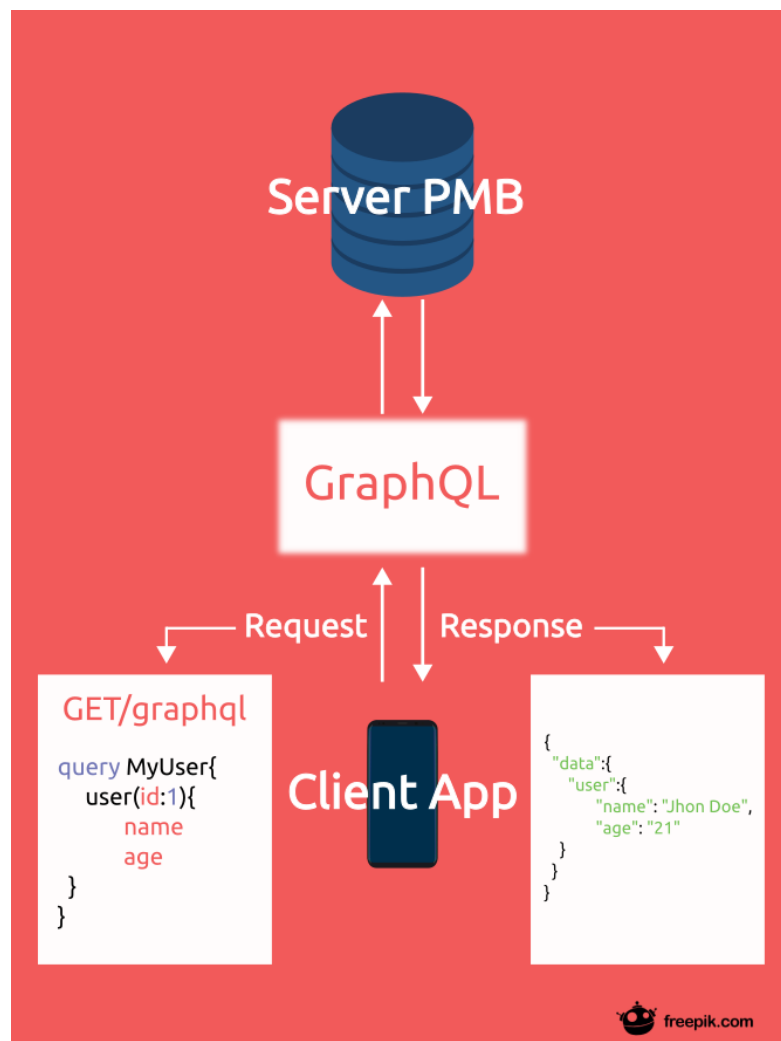 Server PMB
GraphQL
Request
Response
GET/graphql
query MyUser{
user(id:1){
name
age
}
}
Client App
{
"data":{
"user":{
"name": "Jhon Doe",
"age": "21"
}
}
}
freepik.com